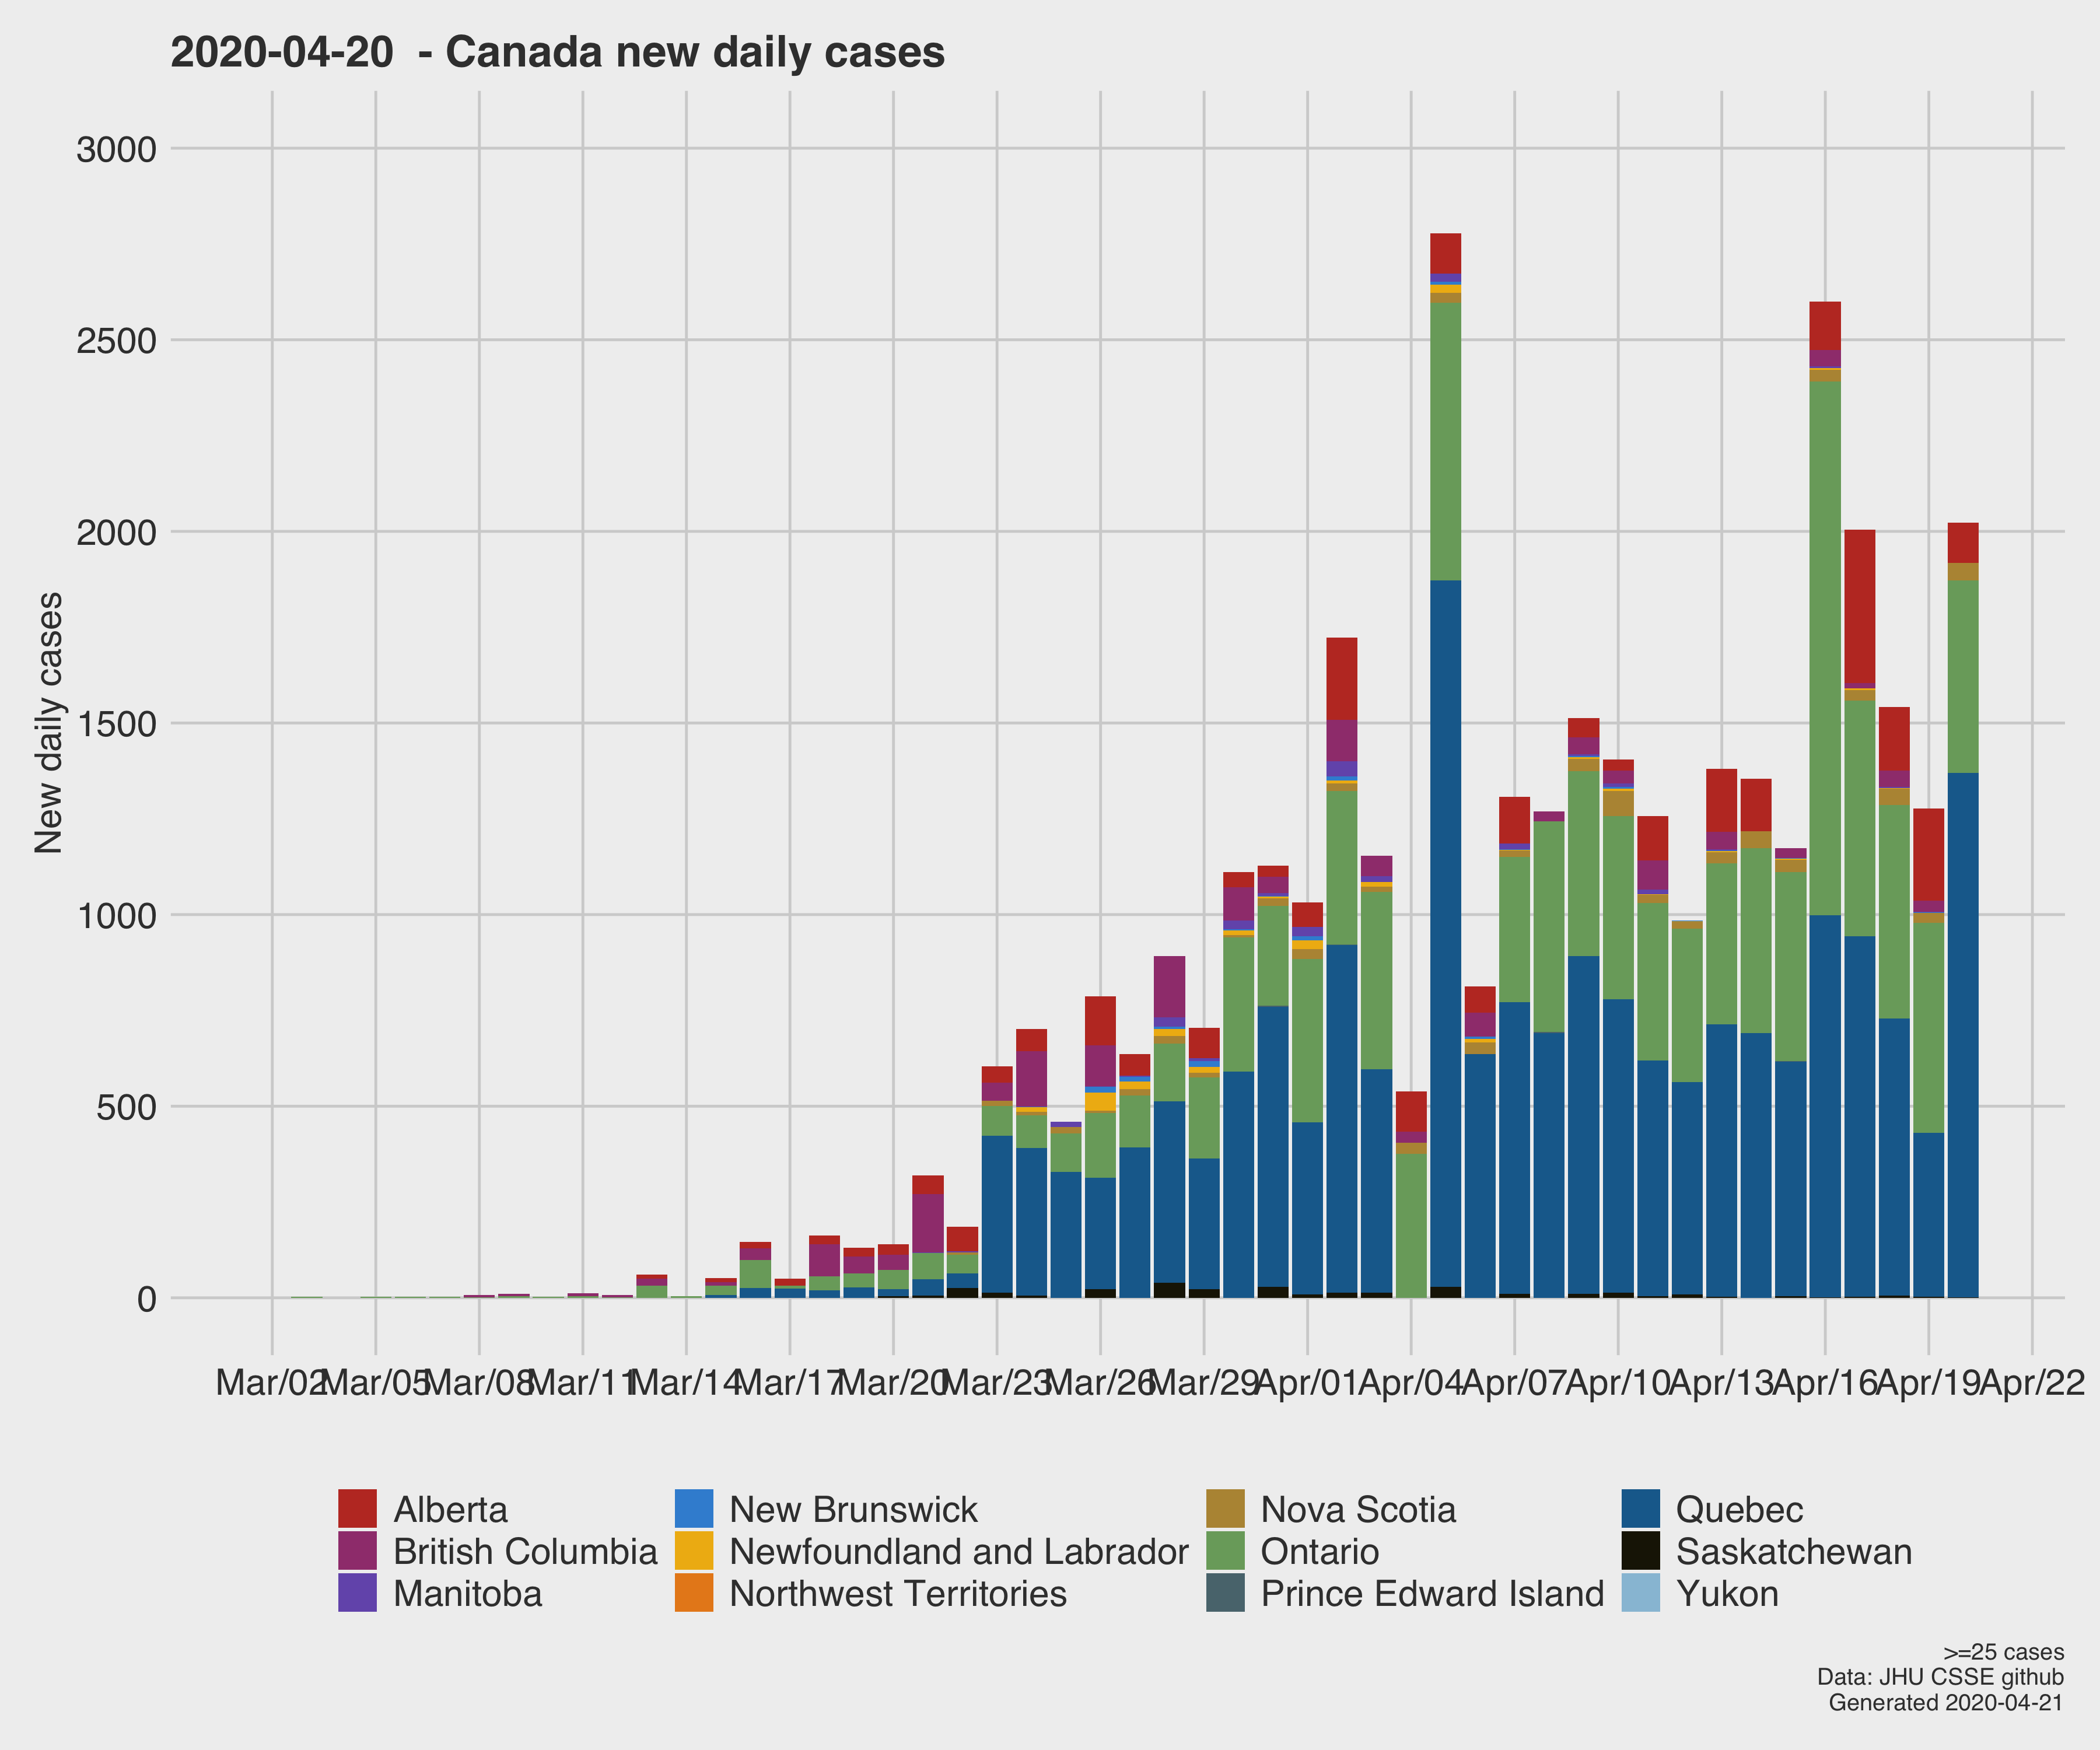 2020-04-20  - Canada new daily cases
New daily cases
3000
2500
2000
1500
1000
500
0
Mar/02 Mar/05 Mar/08 Mar/11 Mar/14 Mar/17 Mar/20 Mar/23 Mar/26 Mar/29 Apr/01 Apr/04 Apr/07 Apr/10 Apr/13 Apr/16 Apr/19 Apr/22
Alberta New Brunswick Nova Scotia Quebec
British Columbia Newfoundland and Labrador Ontario Saskatchewan
Manitoba Northwest Territories Prince Edward Island Yukon
>=25 cases
Data: JHU CSSE github
Generated 2020-04-21